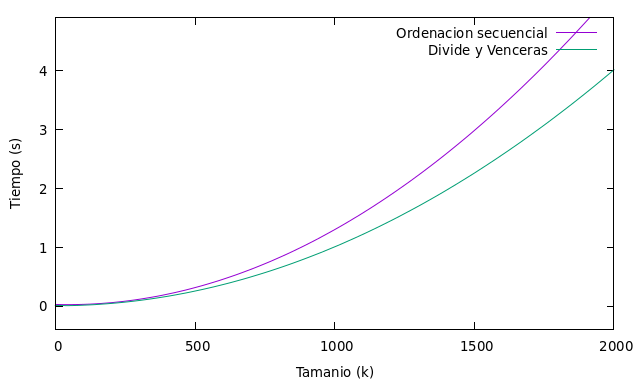 Ordenacion secuencial
Divide y Venceras
4
3
2
1
0
Tiempo (s)
0 500 1000 1500 2000
Tamanio (k)